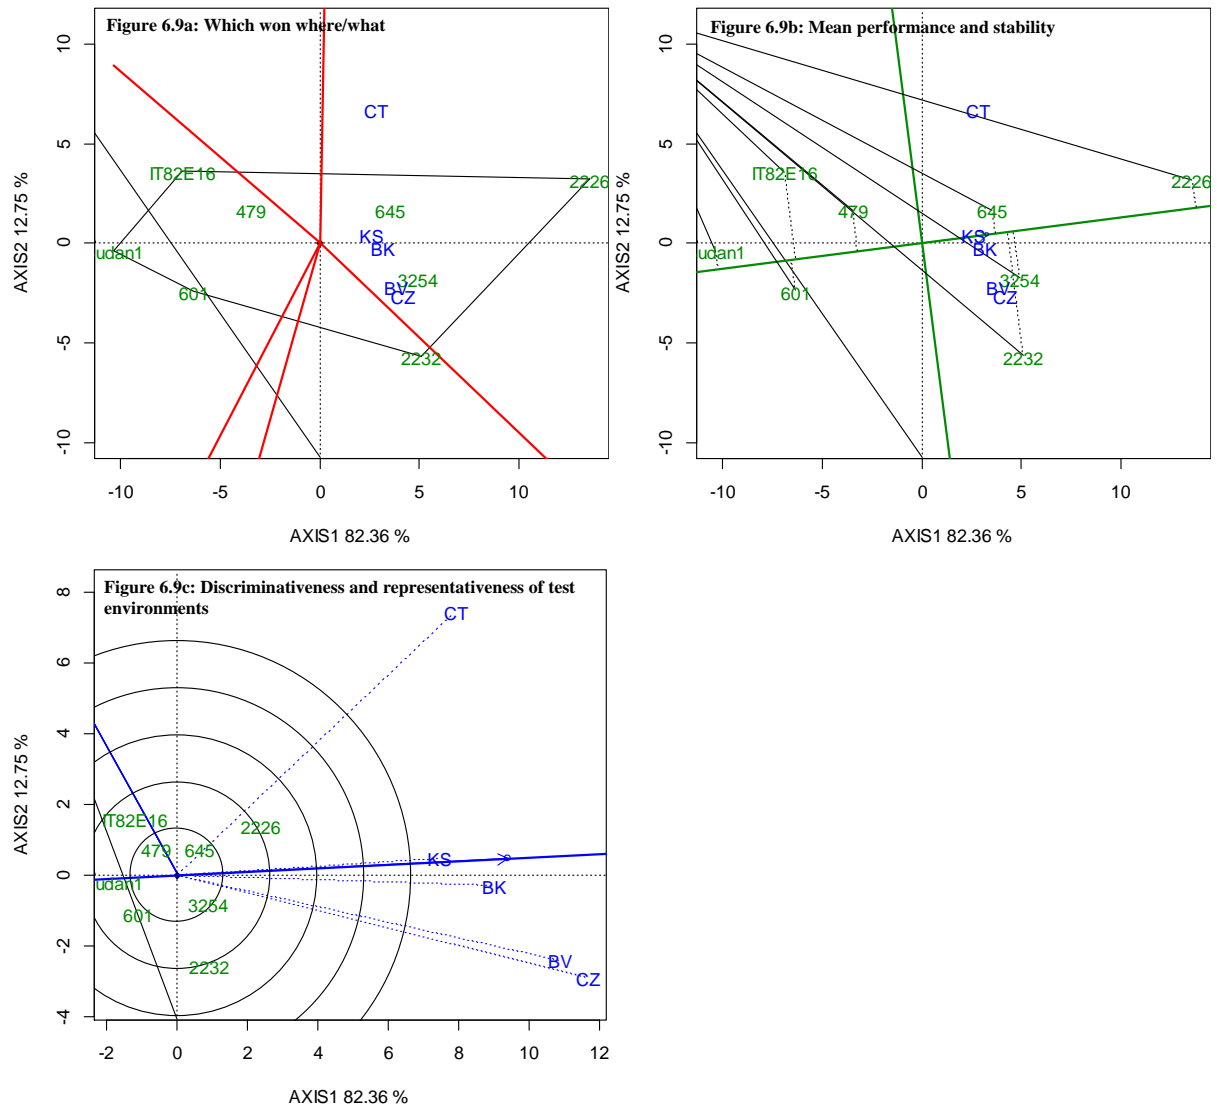 Figure 6.9a: Which won where/what
10
5
0
-5
-10
AXIS2 12.75 %
CT
IT82E16
2226
479
645
KS
BK
udan1
3254
BV
CZ
601
2232
-10
-5
0
5
10
AXIS1 82.36 %
Figure 6.9b: Mean performance and stability
10
5
0
-5
-10
AXIS2 12.75 %
CT
IT82E16
2226
479
645
KS
BK
udan1
3254
BV
CZ
601
2232
-10
-5
0
5
10
AXIS1 82.36 %
Figure 6.9c: Discriminativeness and representativeness of test
environments
8
6
4
2
0
-2
-4
AXIS2 12.75 %
CT
IT82E16
2226
479
645
KS
BK
udan1
3254
601
BV
2232
CZ
-2
0
2
4
6
8
10
12
AXIS1 82.36 %